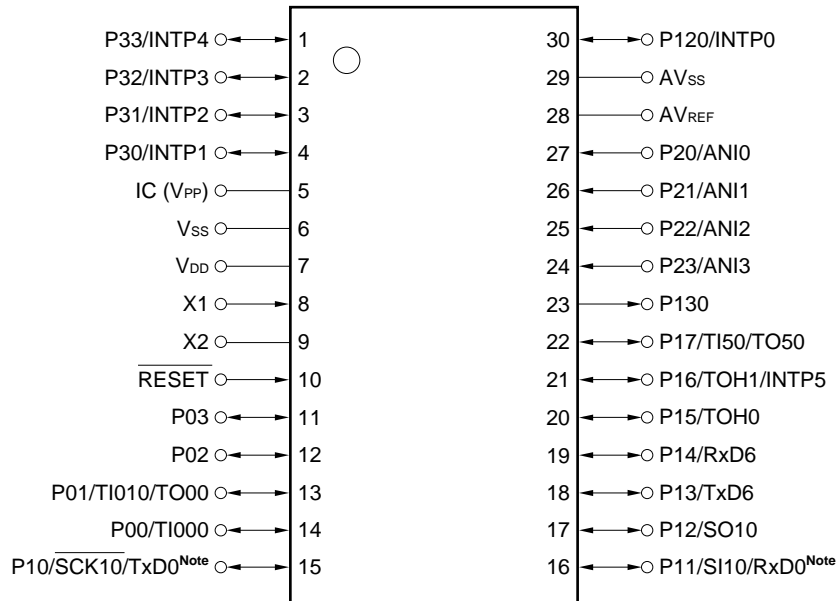 P33/INTP4 1 30 P120/INTP0
P32/INTP3 2 29 AVSS
P31/INTP2 3 28 AVREF
P30/INTP1 4 27 P20/ANI0
IC (VPP) 5 26 P21/ANI1
VSS 6 25 P22/ANI2
VDD 7 24 P23/ANI3
X1 8 23 P130
X2 9 22 P17/TI50/TO50
RESET 10 21 P16/TOH1/INTP5
P03 11 20 P15/TOH0
P02 12 19 P14/RxD6
P01/TI010/TO00 13 18 P13/TxD6
P00/TI000 14 17 P12/SO10
P10/SCK10/TxD0Note 15 16 P11/SI10/RxD0Note